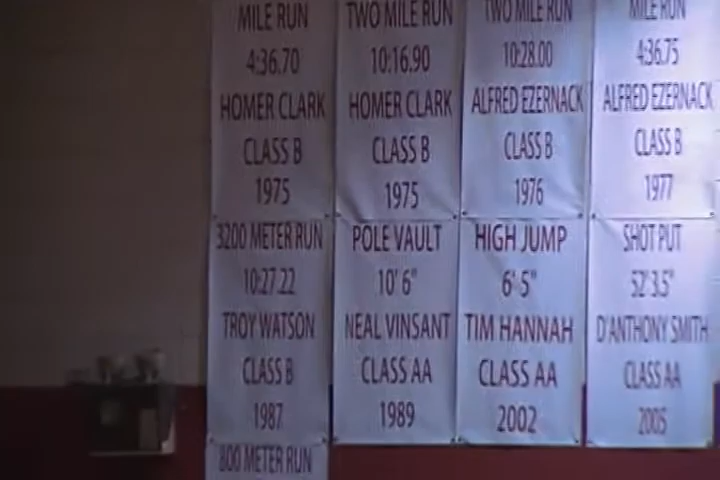 MILE RUN
4:36.70
HOMER CLARK
CLASS B
1975
TWO MILE RUN
10:16.90
HOMER CLARK
CLASS B
1975
TWO MILE RUN
10:28.00
ALFRED EZERNACK
CLASS B
1976
MILE RUN
4:36.75
ALFRED EZERNACK
CLASS B
1977
3200 METER RUN
10:27.22
TROY WATSON
CLASS B
1987
POLE VAULT
10' 6"
NEAL VINSANT
CLASS AA
1989
HIGH JUMP
6' 5"
TIM HANNAH
CLASS AA
2002
SHOT PUT
52' 3.5"
D'ANTHONY SMITH
CLASS AA
2005
800 METER RUN